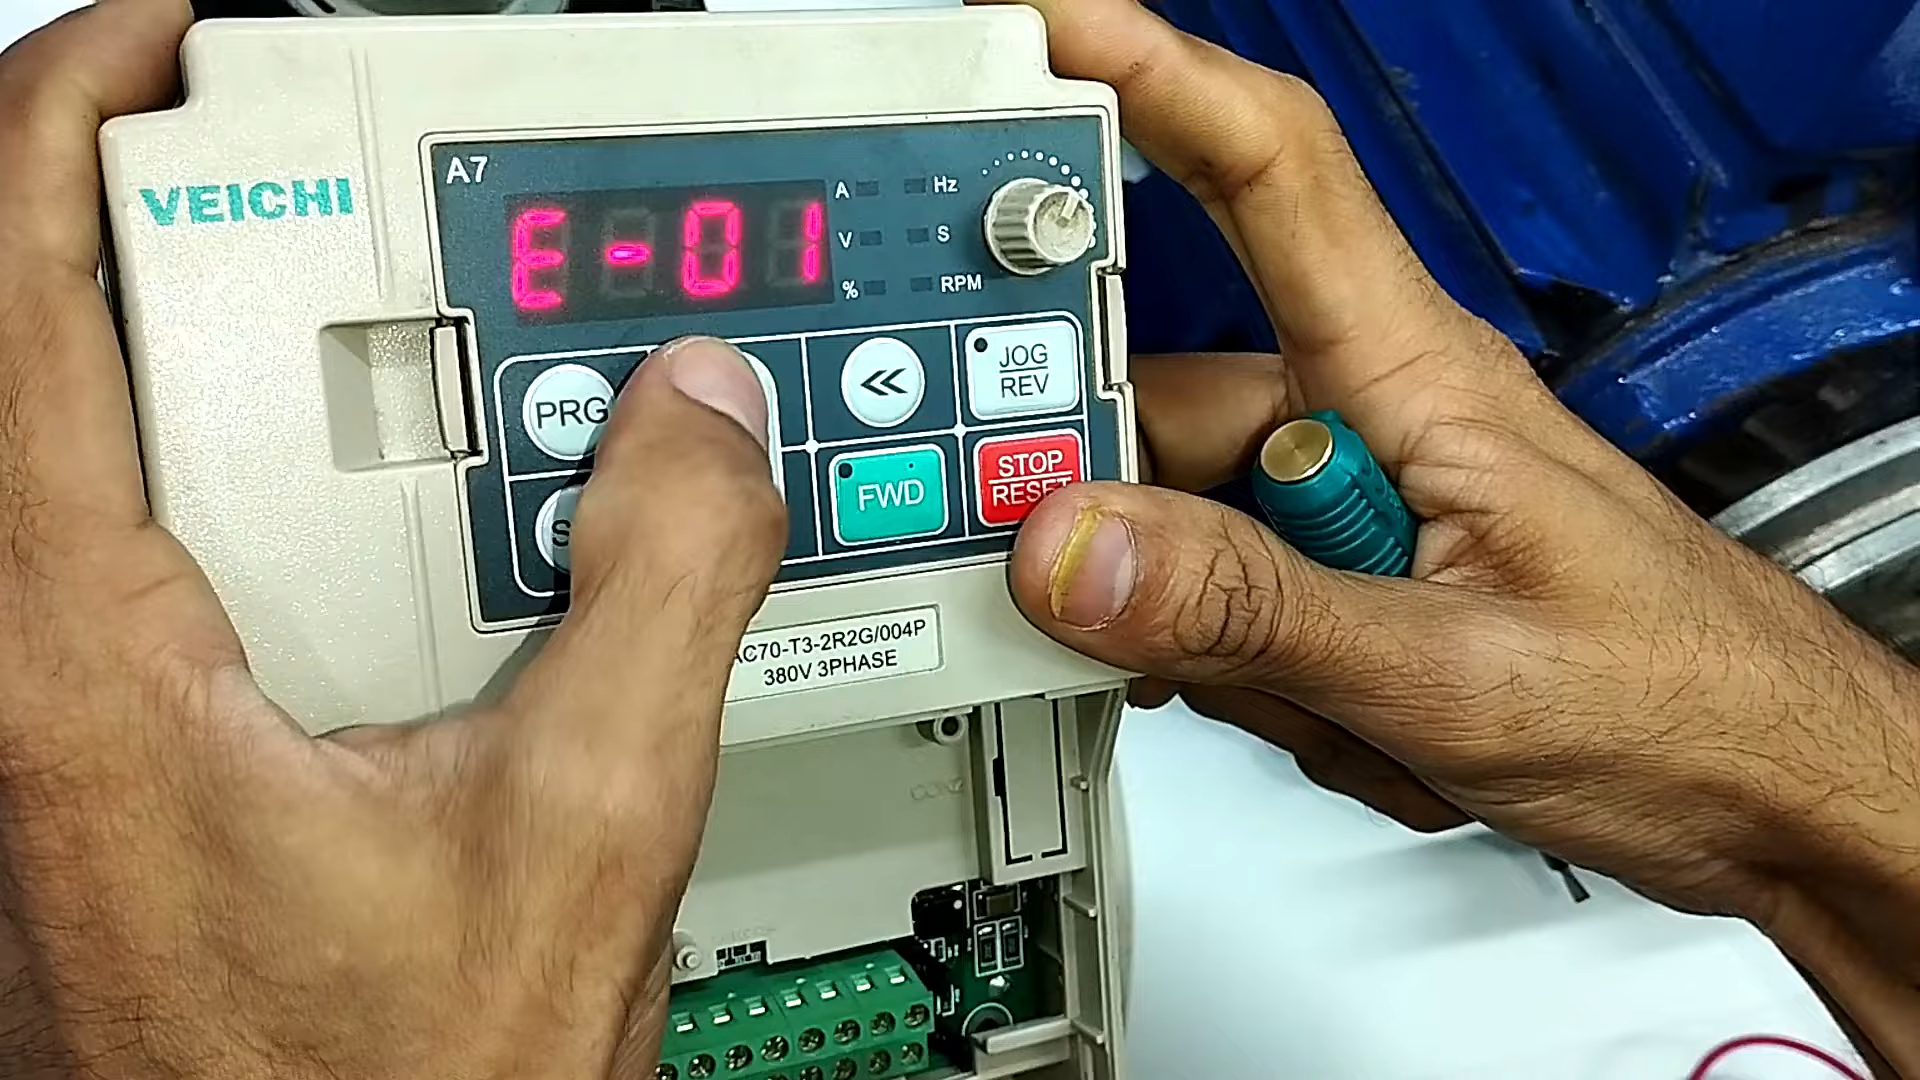 VEICHI
A7
E-01
A
Hz
V
S
%
RPM
PRG
JOG
REV
FWD
STOP
RESET
AC70-T3-2R2G/004P
380V 3PHASE